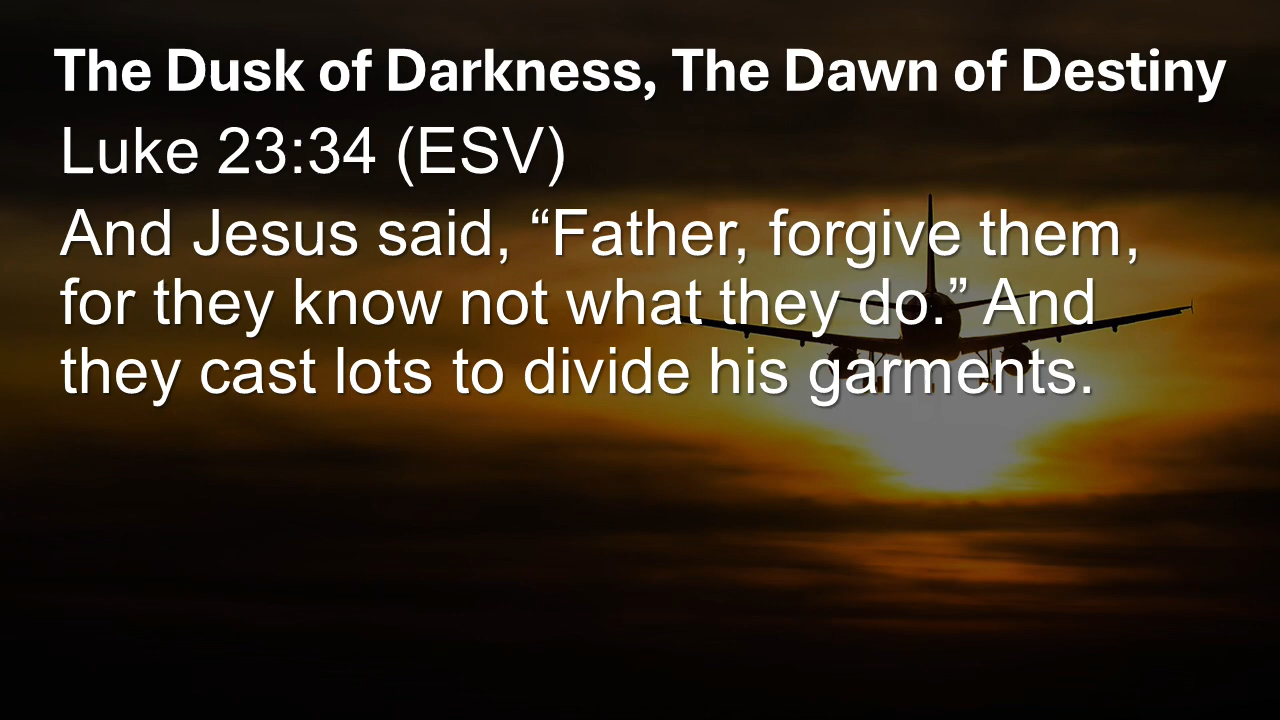 The Dusk of Darkness, The Dawn of Destiny
Luke 23:34 (ESV)
And Jesus said, “Father, forgive them,
for they know not what they do.” And
they cast lots to divide his garments.